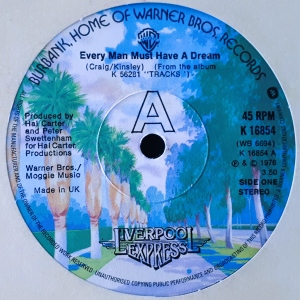 BURBANK, HOME OF WARNER BROS. RECORDS
Every Man Must Have A Dream
(Craig/Kinsley) (From the album
K 56281 "TRACKS")
A
Produced by
Hal Carter
and Peter
Swettenham
for Hal Carter
Productions
Warner Bros./
Moggie Music
Made in UK
45 RPM
K 16854
(WB 8694)
K 16854 A
℗ & © 1976
3.50
SIDE ONE
STEREO
LIVERPOOL
EXPRESS